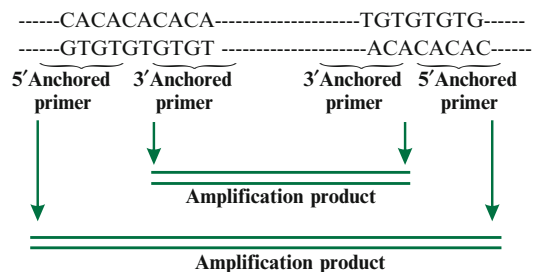 ------CACACACACA-----------------TGTGTGTG------
------GTGTGTGTGT-----------------ACACACAC------
5′Anchored primer 3′Anchored primer 3′Anchored primer 5′Anchored primer
Amplification product
Amplification product